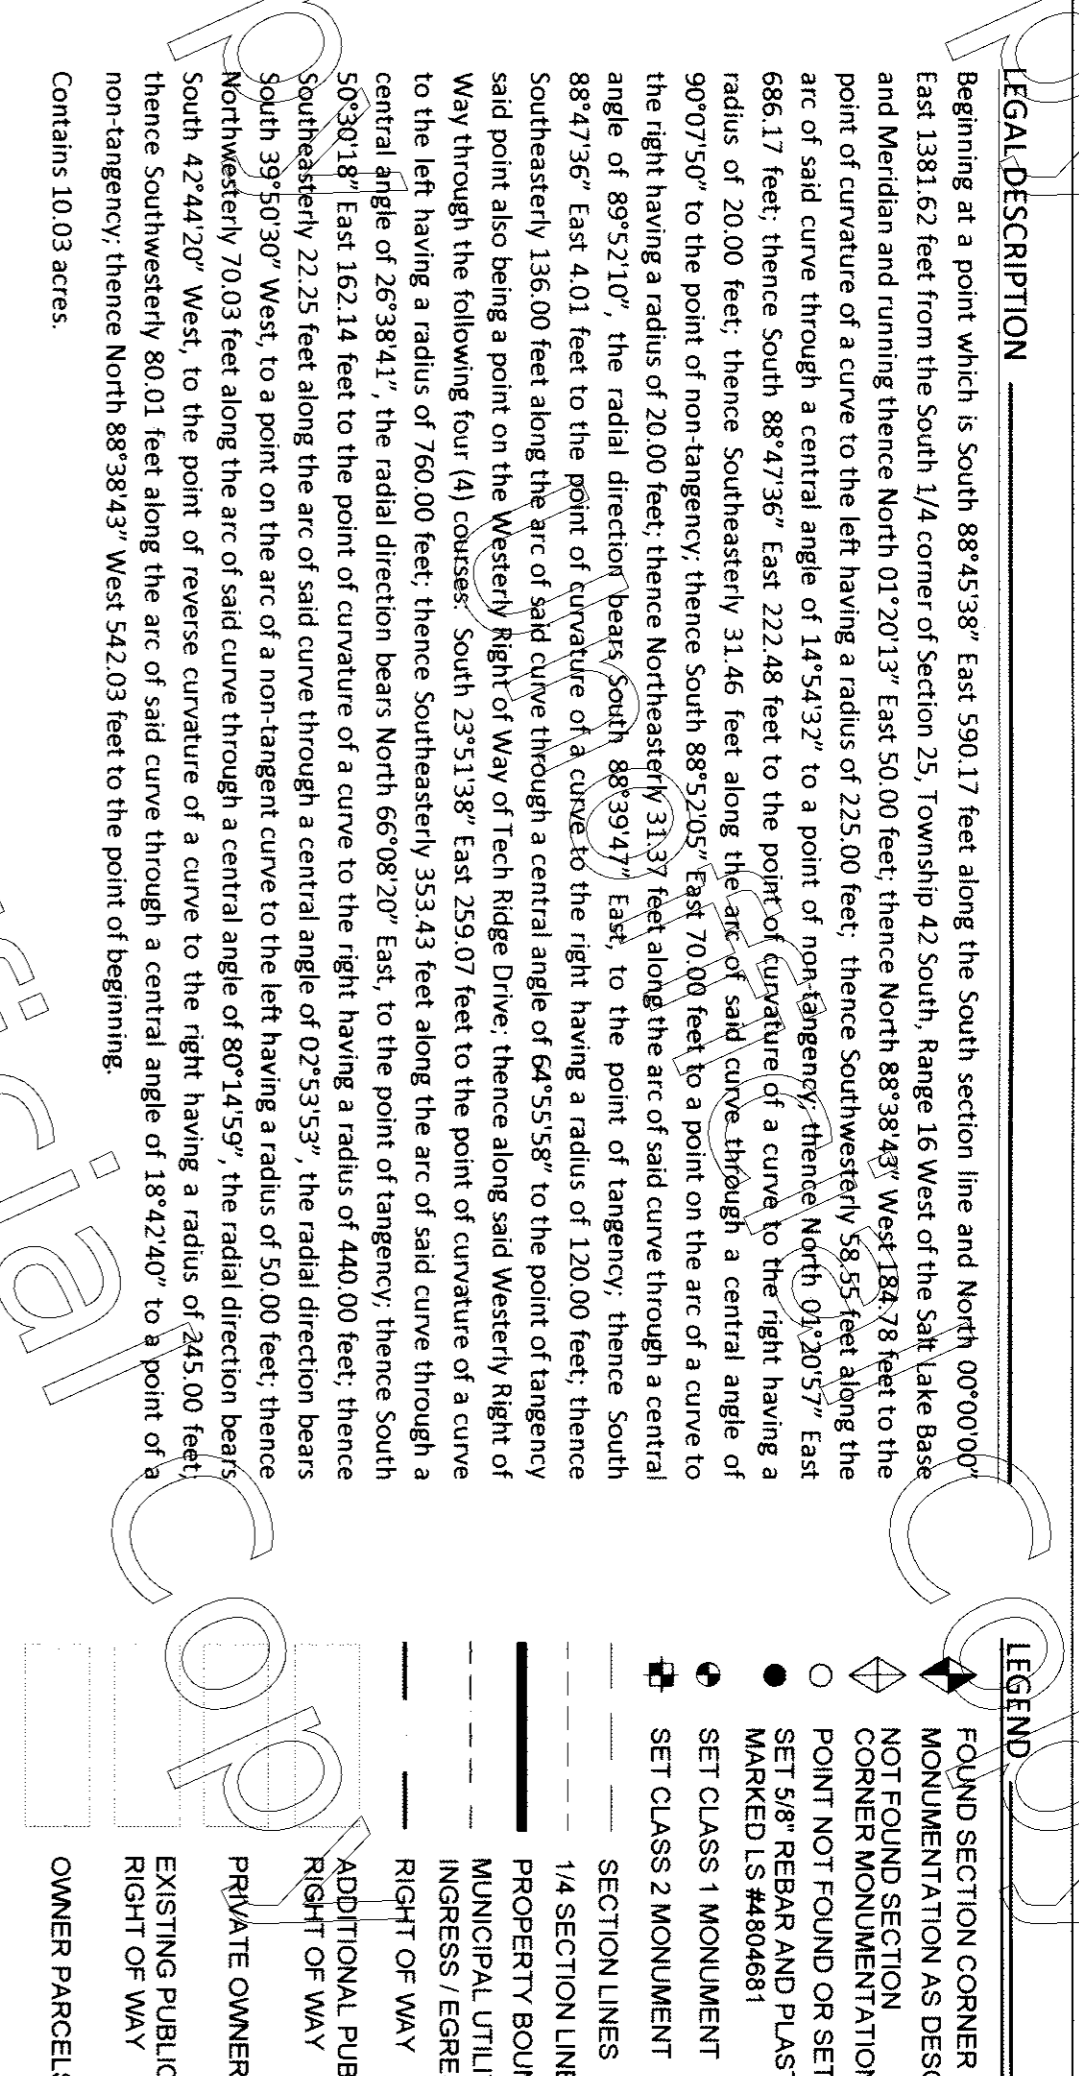 LEGAL DESCRIPTION
Beginning at a point which is South 88°45'38" East 590.17 feet along the South section line and North 00°00'00"
East 1381.62 feet from the South 1/4 corner of Section 25, Township 42 South, Range 16 West of the Salt Lake Base
and Meridian and running thence North 01°20'13" East 50.00 feet; thence North 88°38'43" West 184.78 feet to the
point of curvature of a curve to the left having a radius of 225.00 feet; thence Southwesterly 58.55 feet along the
arc of said curve through a central angle of 14°54'32" to a point of non-tangency; thence North 01°20'57" East
686.17 feet; thence South 88°47'36" East 222.48 feet to the point of curvature of a curve to the right having a
radius of 20.00 feet; thence Southeasterly 31.46 feet along the arc of said curve through a central angle of
90°07'50" to the point of non-tangency; thence South 88°52'05" East 70.00 feet to a point on the arc of a curve to
the right having a radius of 20.00 feet; thence Northeasterly 31.37 feet along the arc of said curve through a central
angle of 89°52'10", the radial direction bears South 88°39'47" East, to the point of tangency; thence South
88°47'36" East 4.01 feet to the point of curvature of a curve to the right having a radius of 120.00 feet; thence
Southeasterly 136.00 feet along the arc of said curve through a central angle of 64°55'58" to the point of tangency
said point also being a point on the Westerly Right of Way of Tech Ridge Drive; thence along said Westerly Right of
Way through the following four (4) courses: South 23°51'38" East 259.07 feet to the point of curvature of a curve
to the left having a radius of 760.00 feet; thence Southeasterly 353.43 feet along the arc of said curve through a
central angle of 26°38'41", the radial direction bears North 66°08'20" East, to the point of tangency; thence South
50°30'18" East 162.14 feet to the point of curvature of a curve to the right having a radius of 440.00 feet; thence
Southeasterly 22.25 feet along the arc of said curve through a central angle of 02°53'53", the radial direction bears
South 39°50'30" West, to a point on the arc of a non-tangent curve to the left having a radius of 50.00 feet; thence
Northwesterly 70.03 feet along the arc of said curve through a central angle of 80°14'59", the radial direction bears
South 42°44'20" West, to the point of reverse curvature of a curve to the right having a radius of 245.00 feet;
thence Southwesterly 80.01 feet along the arc of said curve through a central angle of 18°42'40" to a point of a
non-tangency; thence North 88°38'43" West 542.03 feet to the point of beginning.
Contains 10.03 acres.
LEGEND
FOUND SECTION CORNER
MONUMENTATION AS DESC
NOT FOUND SECTION
CORNER MONUMENTATION
POINT NOT FOUND OR SET
SET 5/8" REBAR AND PLAST
MARKED LS #4804681
SET CLASS 1 MONUMENT
SET CLASS 2 MONUMENT
SECTION LINES
1/4 SECTION LINE
PROPERTY BOUN
MUNICIPAL UTILI
INGRESS / EGRE
RIGHT OF WAY
ADDITIONAL PUB
RIGHT OF WAY
PRIVATE OWNER
EXISTING PUBLIC
RIGHT OF WAY
OWNER PARCELS
Unofficial Copy